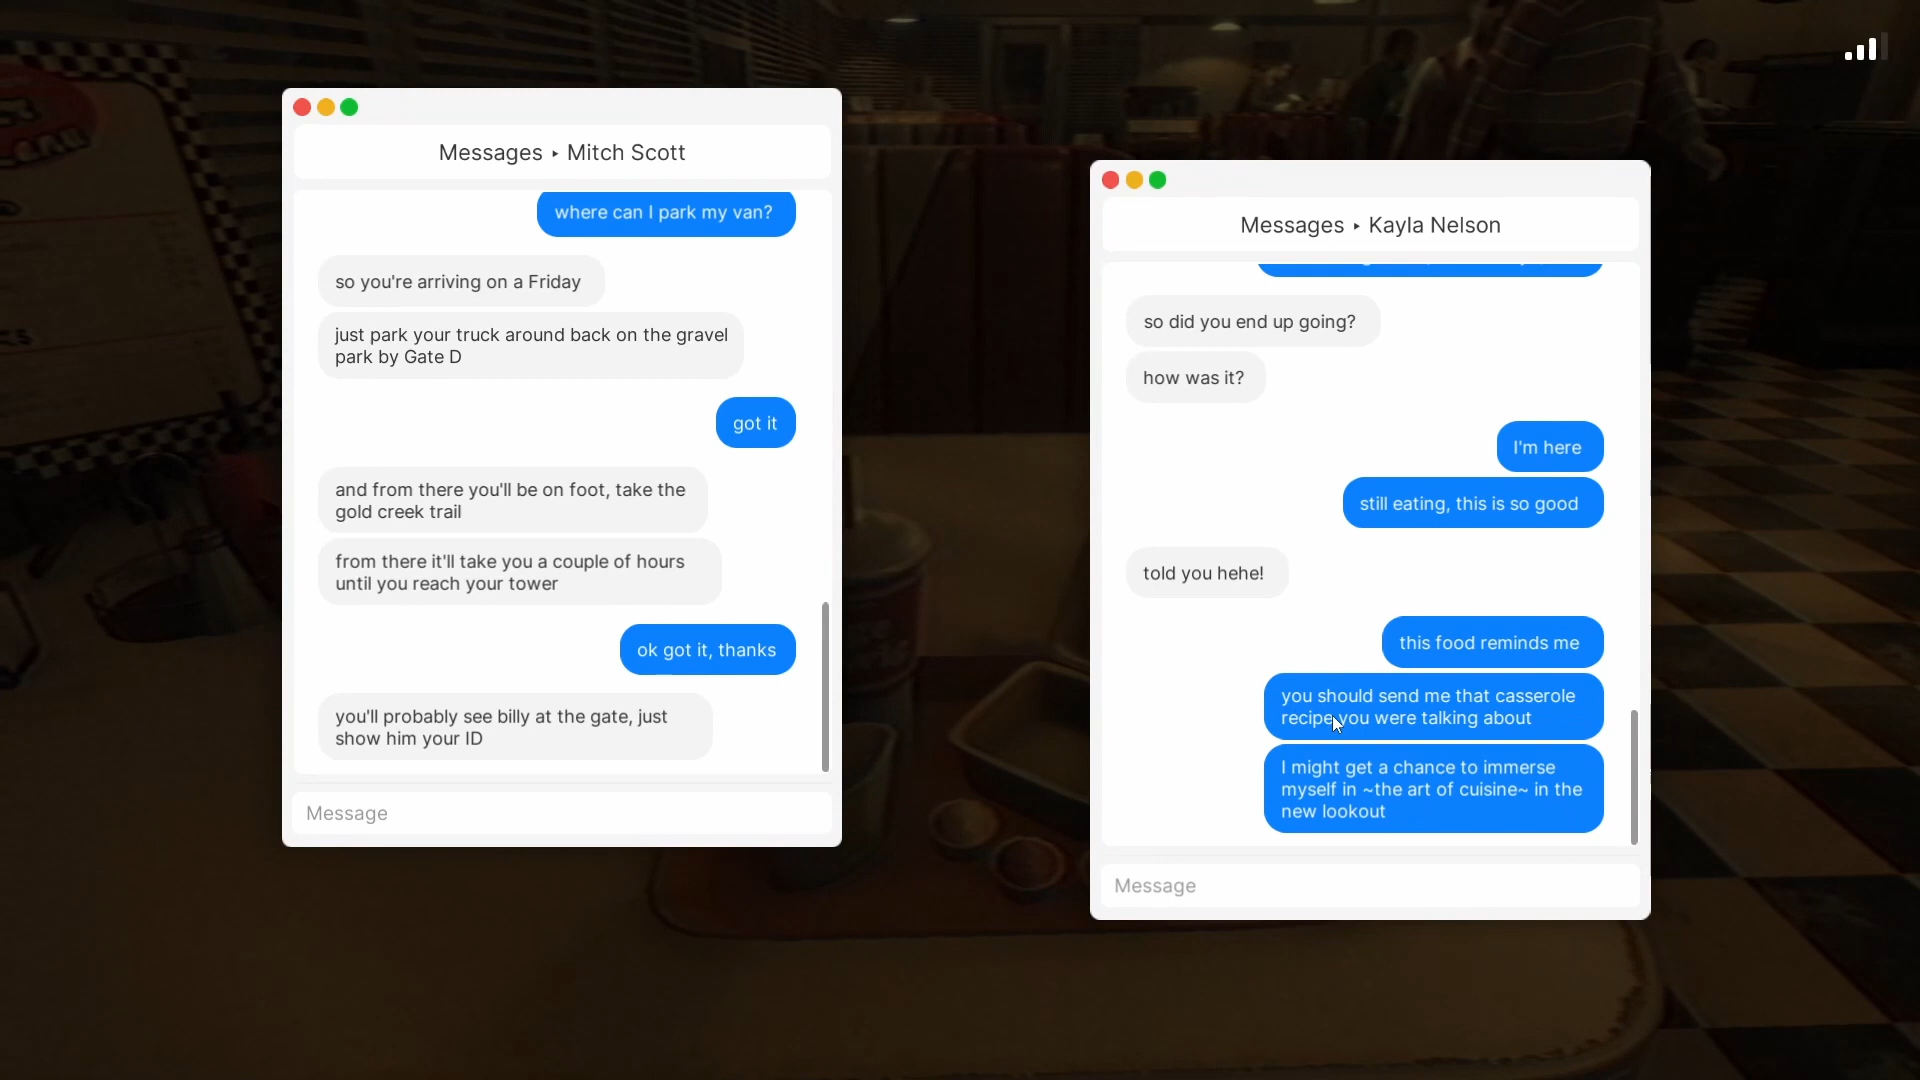 Messages ▸ Mitch Scott
where can I park my van?
so you're arriving on a Friday
just park your truck around back on the gravel
park by Gate D
got it
and from there you'll be on foot, take the
gold creek trail
from there it'll take you a couple of hours
until you reach your tower
ok got it, thanks
you'll probably see billy at the gate, just
show him your ID
Message
Messages ▸ Kayla Nelson
so did you end up going?
how was it?
I'm here
still eating, this is so good
told you hehe!
this food reminds me
you should send me that casserole
recipe you were talking about
I might get a chance to immerse
myself in ~the art of cuisine~ in the
new lookout
Message